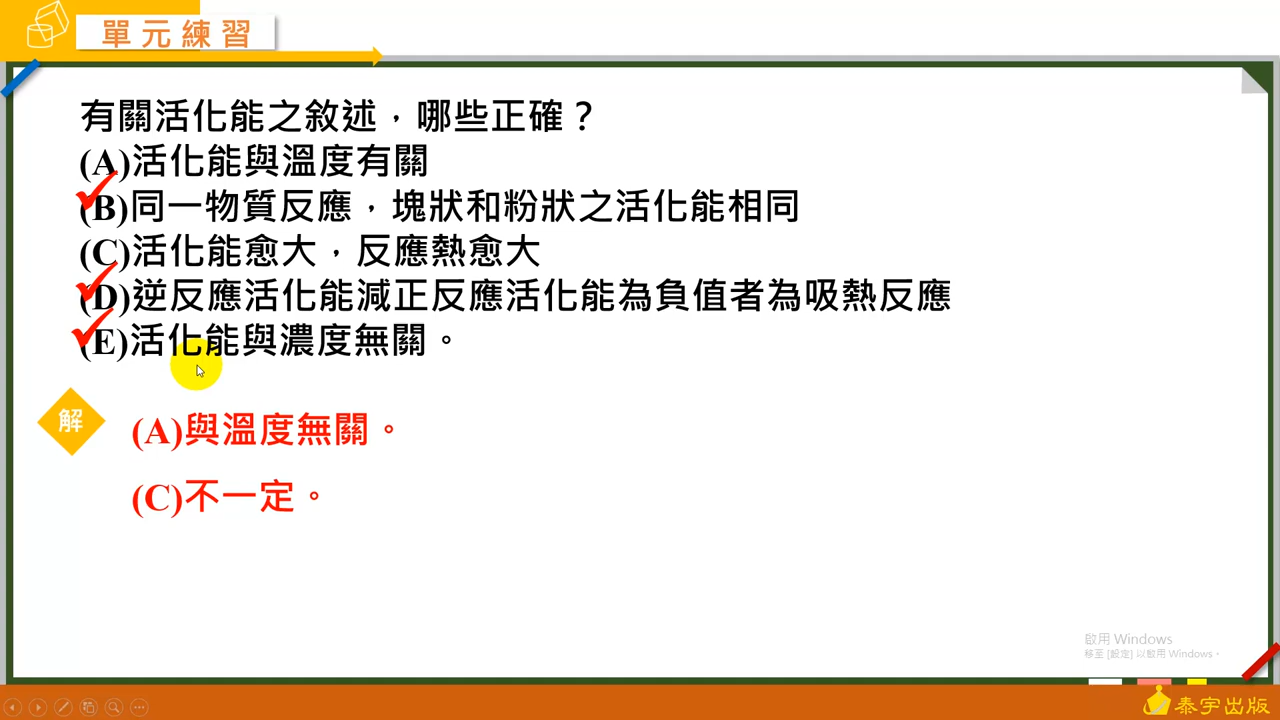 單元練習
有關活化能之敘述，哪些正確？
(A)活化能與溫度有關
(B)同一物質反應，塊狀和粉狀之活化能相同
(C)活化能愈大，反應熱愈大
(D)逆反應活化能減正反應活化能為負值者為吸熱反應
(E)活化能與濃度無關。
解
(A)與溫度無關。
(C)不一定。
啟用 Windows
移至 [設定] 以啟用 Windows。
泰宇出版